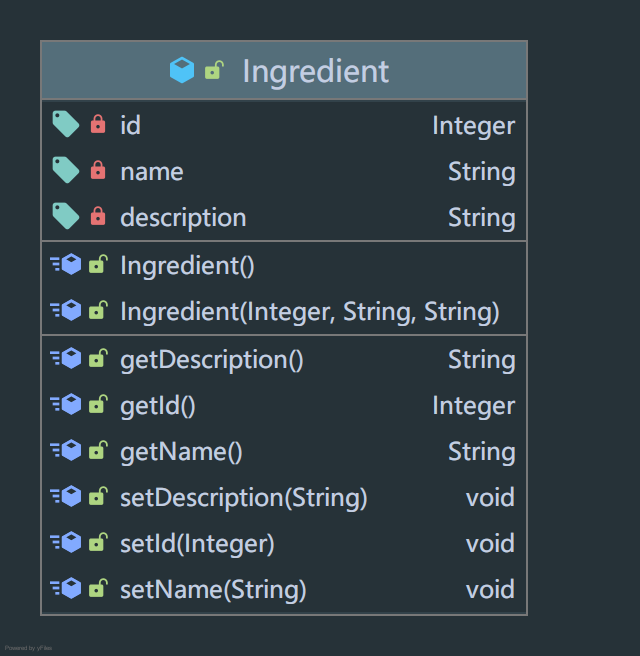 Ingredient
id Integer
name String
description String
Ingredient()
Ingredient(Integer, String, String)
getDescription() String
getId() Integer
getName() String
setDescription(String) void
setId(Integer) void
setName(String) void
Powered by yFiles